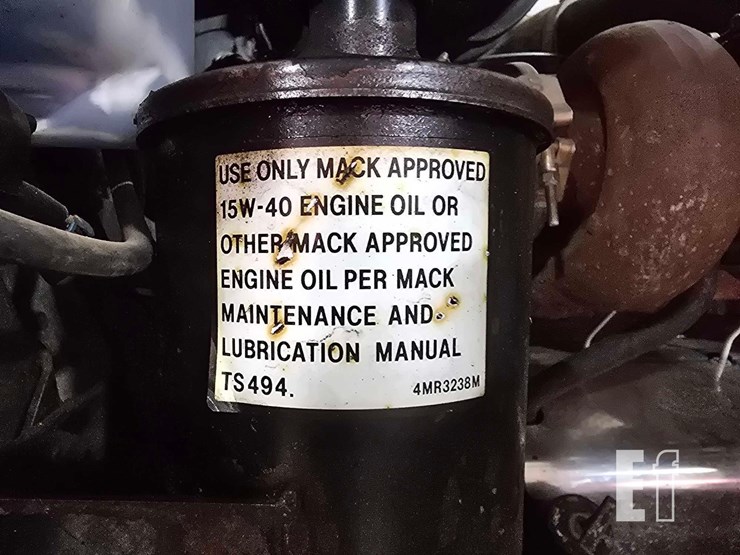 USE ONLY MACK APPROVED
15W-40 ENGINE OIL OR
OTHER MACK APPROVED
ENGINE OIL PER MACK
MAINTENANCE AND
LUBRICATION MANUAL
TS494. 4MR3238M
Ef